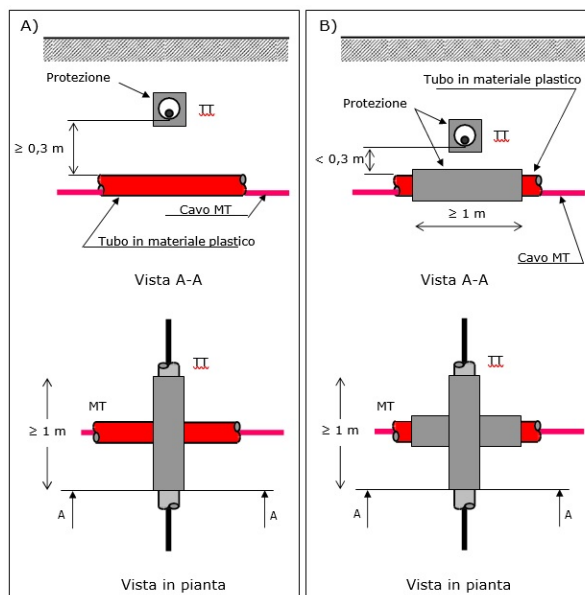 A)
Protezione
TT
≥ 0,3 m
Cavo MT
Tubo in materiale plastico
Vista A-A
TT
MT
≥ 1 m
A
A
Vista in pianta
B)
Tubo in materiale plastico
Protezione
TT
< 0,3 m
≥ 1 m
Cavo MT
Vista A-A
TT
MT
≥ 1 m
A
A
Vista in pianta